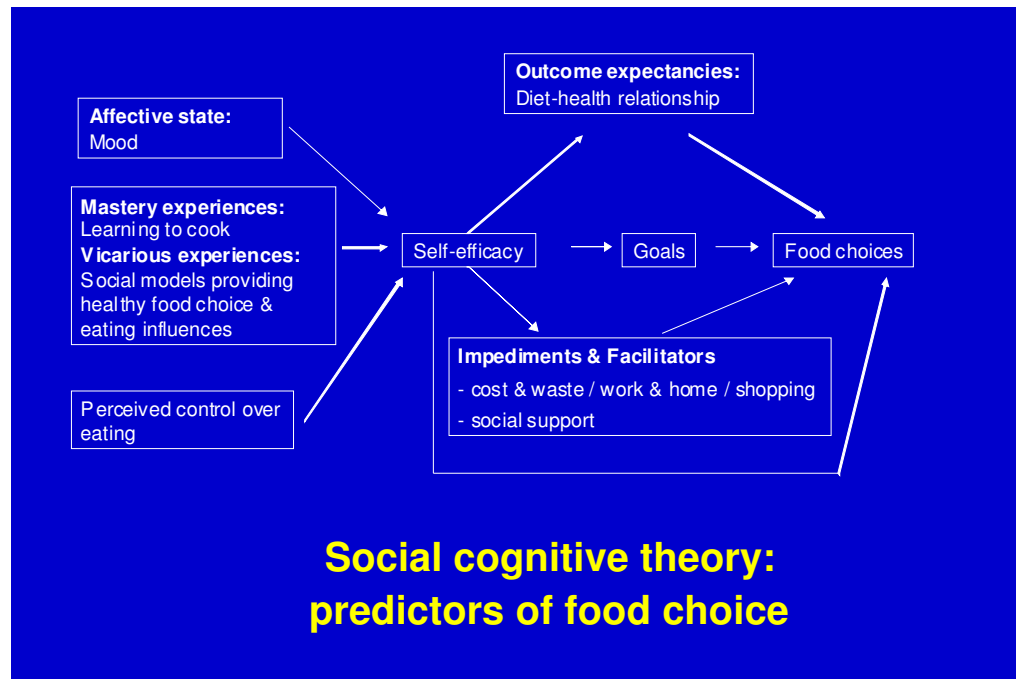 Outcome expectancies:
Diet-health relationship
Affective state:
Mood
Mastery experiences:
Learning to cook
Vicarious experiences:
Social models providing
healthy food choice &
eating influences
Self-efficacy
Goals
Food choices
Impediments & Facilitators
- cost & waste / work & home / shopping
- social support
Perceived control over
eating
Social cognitive theory:
predictors of food choice